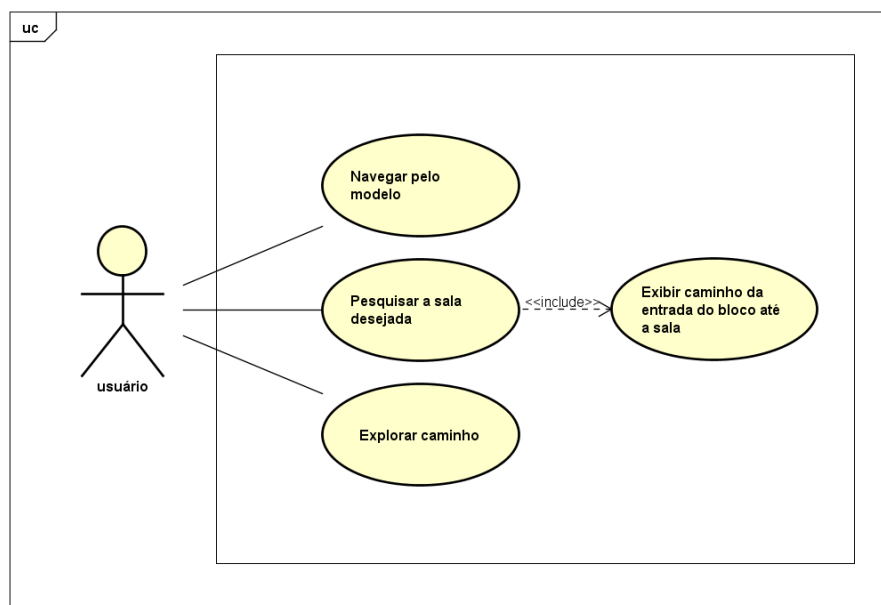 uc
Navegar pelo
modelo
Pesquisar a sala
desejada
<<include>>
Exibir caminho da
entrada do bloco até
a sala
usuário
Explorar caminho